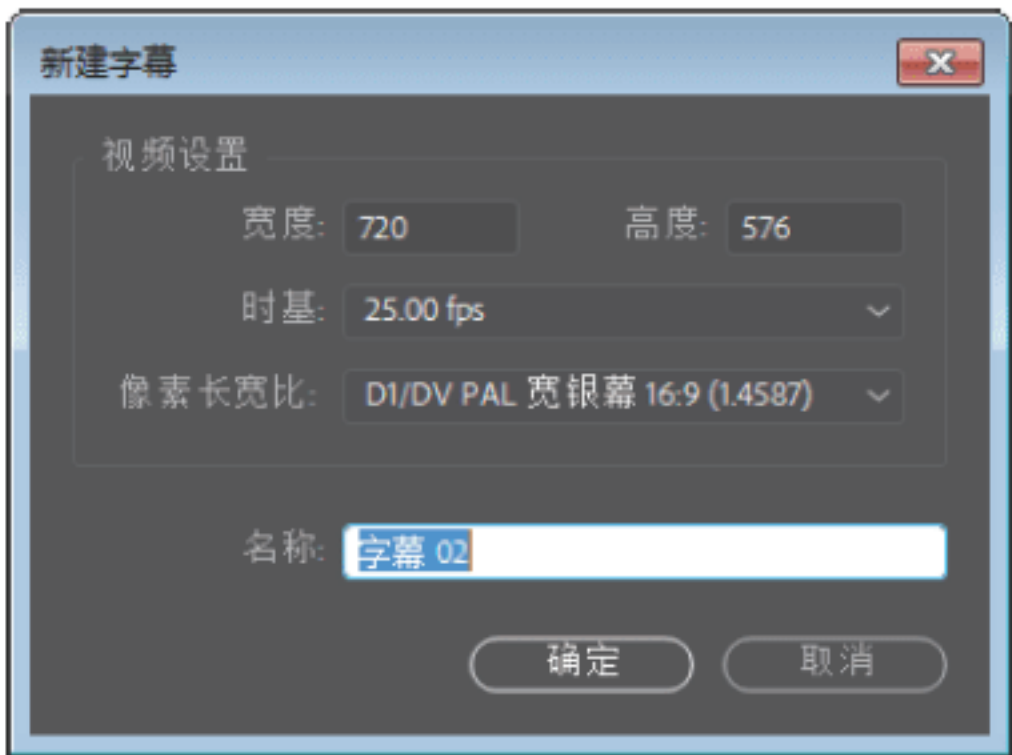 新建字幕
视频设置
宽度: 720 高度: 576
时基: 25.00 fps
像素长宽比: D1/DV PAL 宽银幕 16:9 (1.4587)
名称: 字幕 02
确定 取消